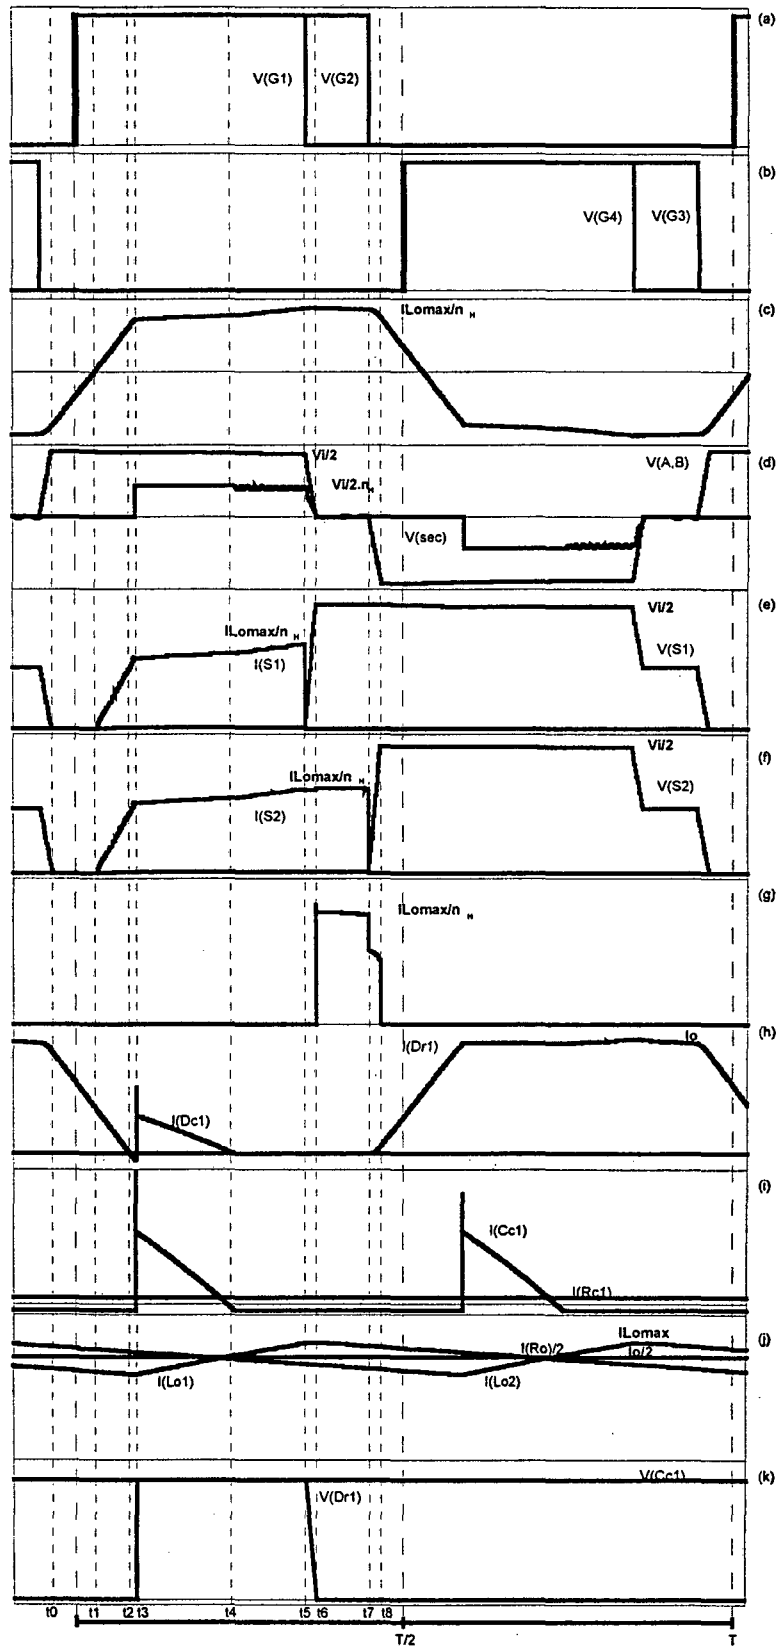 (a)
V(G1) V(G2)
(b)
V(G4) V(G3)
(c)
ILomax/n H
(d)
Vi/2 V(A,B)
Vi/2.nH
V(sec)
(e)
Vi/2
ILomax/n H
V(S1)
I(S1)
(f)
Vi/2
ILomax/n H
V(S2)
I(S2)
(g)
ILomax/n H
(h)
I(Dr1) Io
I(Dc1)
(i)
I(Cc1)
I(Rc1)
(j)
ILomax
I(Ro)/2 Io/2
I(Lo1) I(Lo2)
(k)
V(Cc1)
V(Dr1)
t0 t1 t2 t3 t4 t5 t6 t7 t8
T/2 T